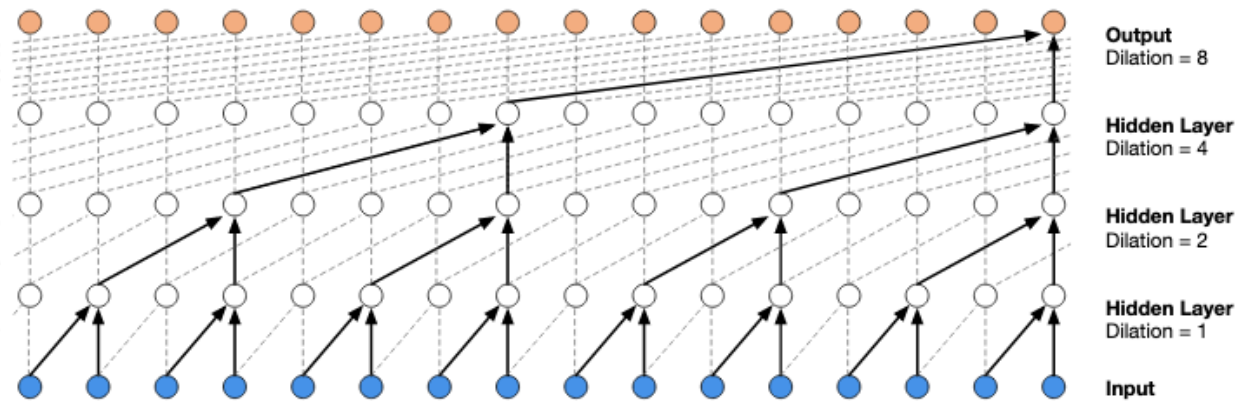 Output
Dilation = 8
Hidden Layer
Dilation = 4
Hidden Layer
Dilation = 2
Hidden Layer
Dilation = 1
Input